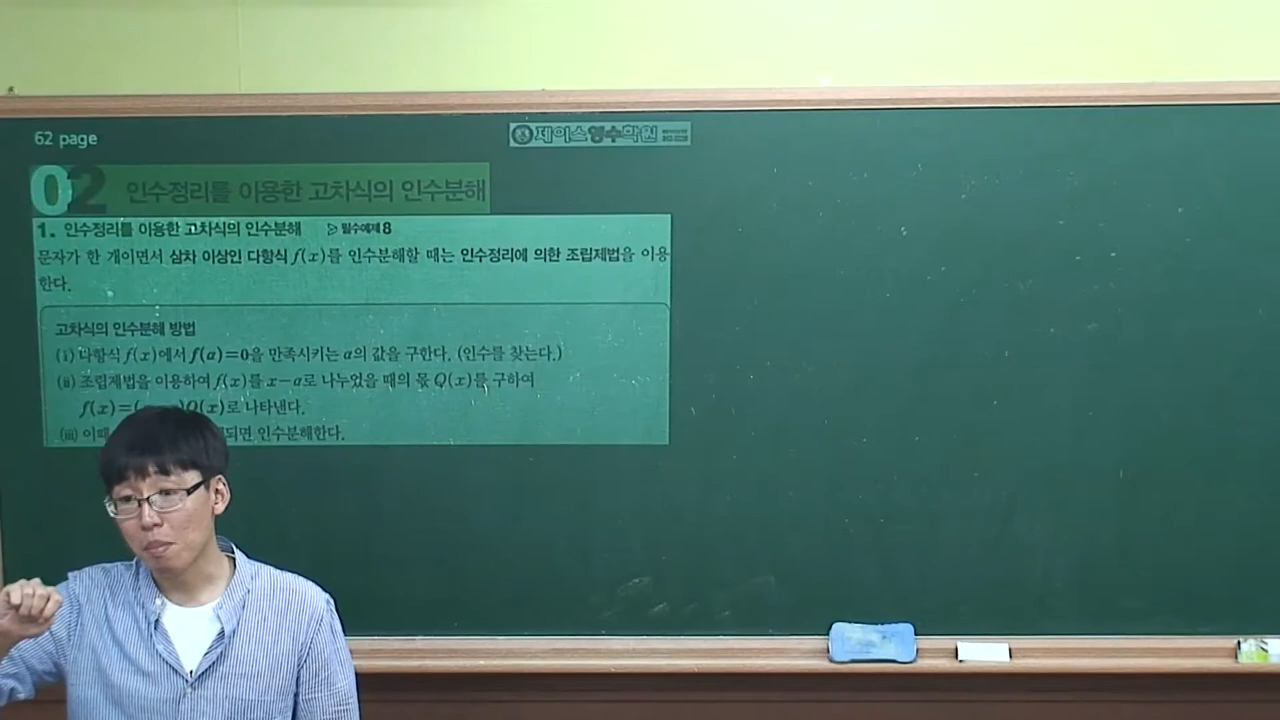 62 page
제이스영수학원
02 인수정리를 이용한 고차식의 인수분해
1. 인수정리를 이용한 고차식의 인수분해 ▷ 필수예제 8
문자가 한 개이면서 삼차 이상인 다항식 f(x)를 인수분해할 때는 인수정리에 의한 조립제법을 이용
한다.
고차식의 인수분해 방법
(i) 다항식 f(x)에서 f(α)=0을 만족시키는 α의 값을 구한다. (인수를 찾는다.)
(ii) 조립제법을 이용하여 f(x)를 x-α로 나누었을 때의 몫 Q(x)를 구하여
f(x)=( )Q(x)로 나타낸다.
(iii) 이때 되면 인수분해한다.